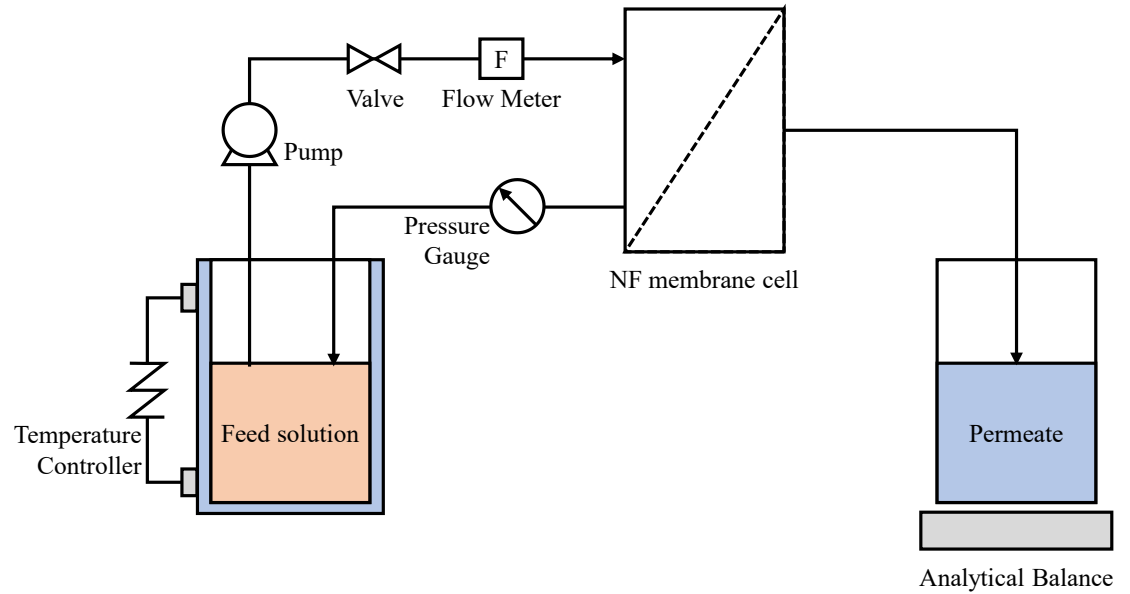 F
Valve
Flow Meter
Pump
Pressure
Gauge
NF membrane cell
Temperature
Controller
Feed solution
Permeate
Analytical Balance